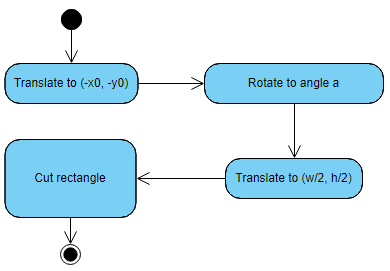 Translate to (-x0, -y0)
Rotate to angle a
Translate to (w/2, h/2)
Cut rectangle